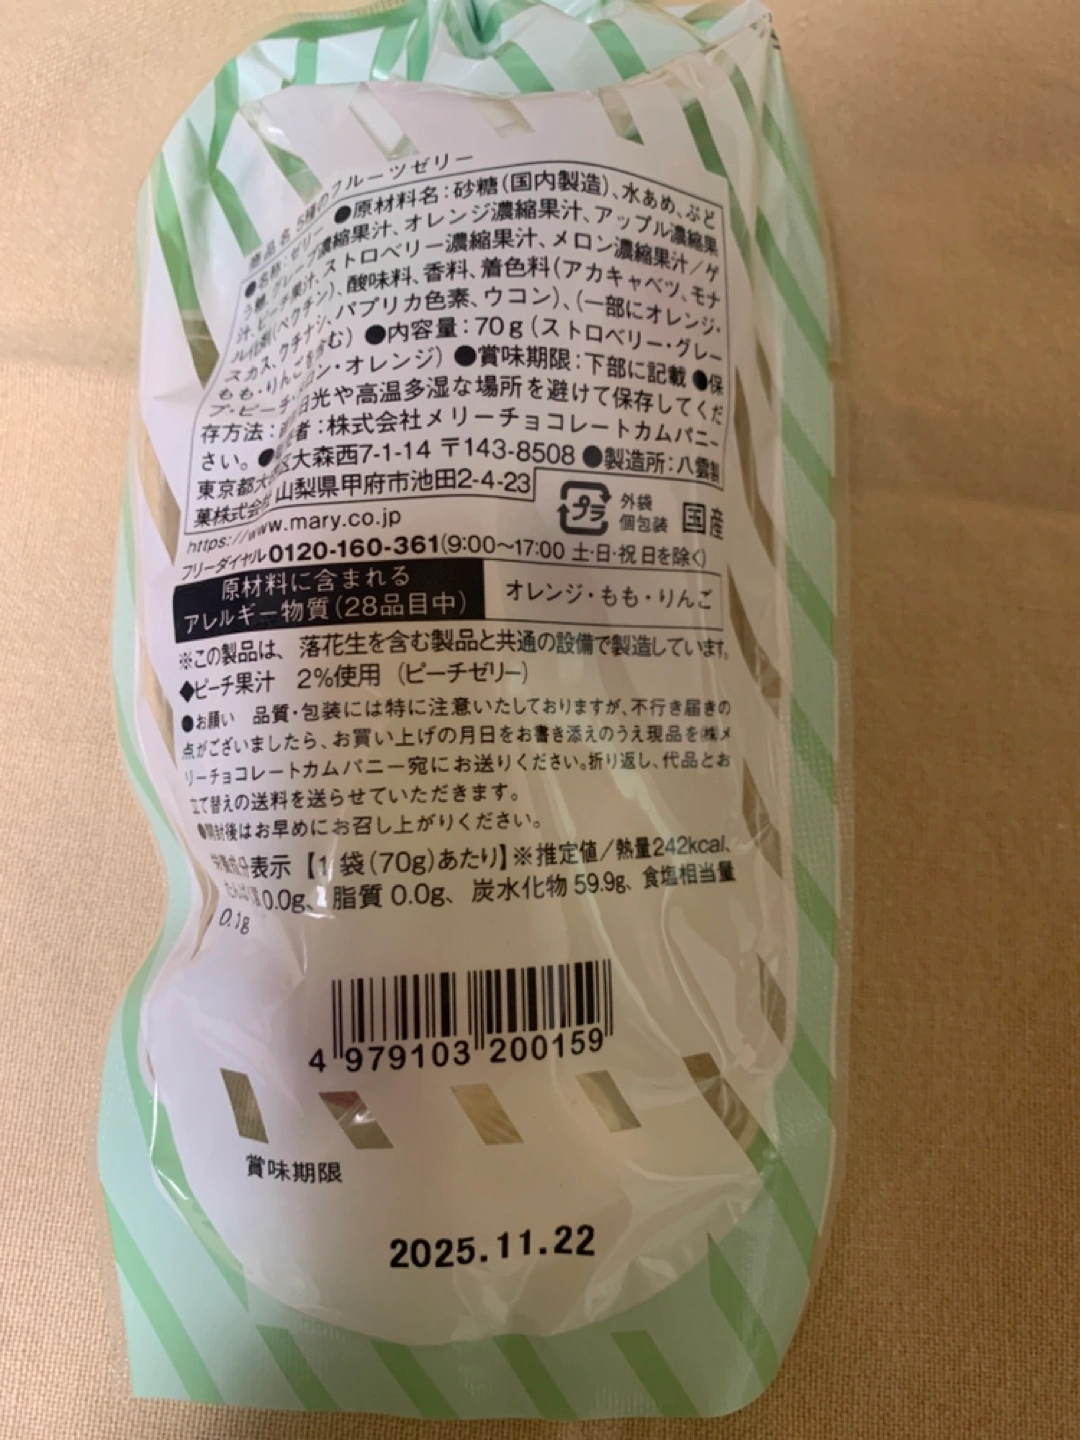 商品名 5種のフルーツゼリー
●名称:ゼリー ●原材料名:砂糖(国内製造)、水あめ、ぶど
う糖、グレープ濃縮果汁、オレンジ濃縮果汁、アップル濃縮果
汁、ピーチ果汁、ストロベリー濃縮果汁、メロン濃縮果汁/ゲ
ル化剤(ペクチン)、酸味料、香料、着色料(アカキャベツ、モナ
スカス、クチナシ、パプリカ色素、ウコン)、(一部にオレンジ・
もも・りんごを含む) ●内容量:70g(ストロベリー・グレー
プ・ピーチ・メロン・オレンジ) ●賞味期限:下部に記載 ●保
存方法:直射日光や高温多湿な場所を避けて保存してくだ
さい。●者:株式会社メリーチョコレートカムパニー
東京都大田区大森西7-1-14 〒143-8508 ●製造所:八雲製
菓株式会社 山梨県甲府市池田2-4-23
プラ
外袋
個包装
国産
https://www.mary.co.jp
フリーダイヤル0120-160-361(9:00〜17:00 土・日・祝日を除く)
原材料に含まれる
アレルギー物質(28品目中)
オレンジ・もも・りんご
※この製品は、落花生を含む製品と共通の設備で製造しています。
◆ピーチ果汁 2%使用 (ピーチゼリー)
●お願い 品質・包装には特に注意いたしておりますが、不行き届きの
点がございましたら、お買い上げの月日をお書き添えのうえ現品を㈱メ
リーチョコレートカムパニー宛にお送りください。折り返し、代品とお
立て替えの送料を送らせていただきます。
●開封後はお早めにお召し上がりください。
栄養成分表示【1袋(70g)あたり】※推定値/熱量242kcal、
たんぱく質0.0g、脂質 0.0g、炭水化物 59.9g、食塩相当量
0.1g
4 979103 200159
賞味期限
2025.11.22